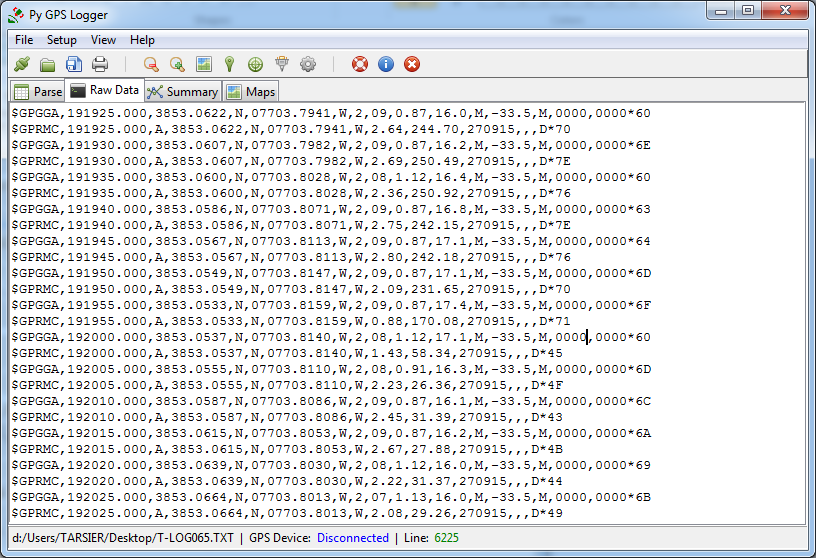 Py GPS Logger
File Setup View Help
Parse Raw Data Summary Maps
$GPGGA,191925.000,3853.0622,N,07703.7941,W,2,09,0.87,16.0,M,-33.5,M,0000,0000*60
$GPRMC,191925.000,A,3853.0622,N,07703.7941,W,2.64,244.70,270915,,,D*70
$GPGGA,191930.000,3853.0607,N,07703.7982,W,2,09,0.87,16.2,M,-33.5,M,0000,0000*6E
$GPRMC,191930.000,A,3853.0607,N,07703.7982,W,2.69,250.49,270915,,,D*7E
$GPGGA,191935.000,3853.0600,N,07703.8028,W,2,08,1.12,16.4,M,-33.5,M,0000,0000*60
$GPRMC,191935.000,A,3853.0600,N,07703.8028,W,2.36,250.92,270915,,,D*76
$GPGGA,191940.000,3853.0586,N,07703.8071,W,2,09,0.87,16.8,M,-33.5,M,0000,0000*63
$GPRMC,191940.000,A,3853.0586,N,07703.8071,W,2.75,242.15,270915,,,D*7E
$GPGGA,191945.000,3853.0567,N,07703.8113,W,2,09,0.87,17.1,M,-33.5,M,0000,0000*64
$GPRMC,191945.000,A,3853.0567,N,07703.8113,W,2.80,242.18,270915,,,D*76
$GPGGA,191950.000,3853.0549,N,07703.8147,W,2,09,0.87,17.1,M,-33.5,M,0000,0000*6D
$GPRMC,191950.000,A,3853.0549,N,07703.8147,W,2.09,231.65,270915,,,D*70
$GPGGA,191955.000,3853.0533,N,07703.8159,W,2,09,0.87,17.4,M,-33.5,M,0000,0000*6F
$GPRMC,191955.000,A,3853.0533,N,07703.8159,W,0.88,170.08,270915,,,D*71
$GPGGA,192000.000,3853.0537,N,07703.8140,W,2,08,1.12,17.1,M,-33.5,M,0000,0000*60
$GPRMC,192000.000,A,3853.0537,N,07703.8140,W,1.43,58.34,270915,,,D*45
$GPGGA,192005.000,3853.0555,N,07703.8110,W,2,08,0.91,16.3,M,-33.5,M,0000,0000*6D
$GPRMC,192005.000,A,3853.0555,N,07703.8110,W,2.23,26.36,270915,,,D*4F
$GPGGA,192010.000,3853.0587,N,07703.8086,W,2,09,0.87,16.1,M,-33.5,M,0000,0000*6C
$GPRMC,192010.000,A,3853.0587,N,07703.8086,W,2.45,31.39,270915,,,D*43
$GPGGA,192015.000,3853.0615,N,07703.8053,W,2,09,0.87,16.2,M,-33.5,M,0000,0000*6A
$GPRMC,192015.000,A,3853.0615,N,07703.8053,W,2.67,27.88,270915,,,D*4B
$GPGGA,192020.000,3853.0639,N,07703.8030,W,2,08,1.12,16.0,M,-33.5,M,0000,0000*69
$GPRMC,192020.000,A,3853.0639,N,07703.8030,W,2.22,31.37,270915,,,D*44
$GPGGA,192025.000,3853.0664,N,07703.8013,W,2,07,1.13,16.0,M,-33.5,M,0000,0000*6B
$GPRMC,192025.000,A,3853.0664,N,07703.8013,W,2.08,29.26,270915,,,D*49
d:/Users/TARSIER/Desktop/T-LOG065.TXT | GPS Device: Disconnected | Line: 6225